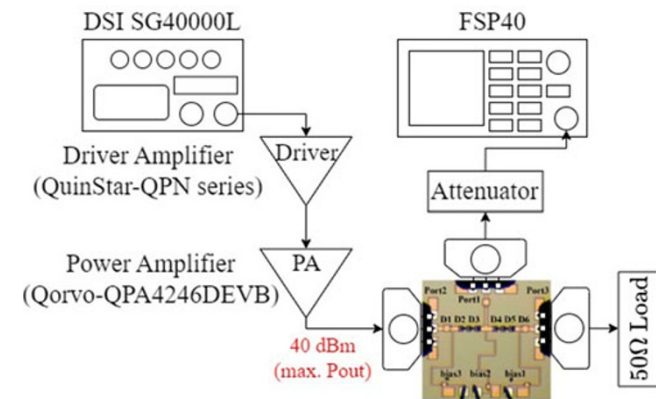 DSI SG40000L
FSP40
Driver Amplifier
(QuinStar-QPN series)
Driver
Attenuator
Power Amplifier
(Qorvo-QPA4246DEVB)
PA
40 dBm
(max. Pout)
Port2
Port1
Port3
D1 D2 D3 D4 D5 D6
bias3 bias2 bias1
50Ω Load